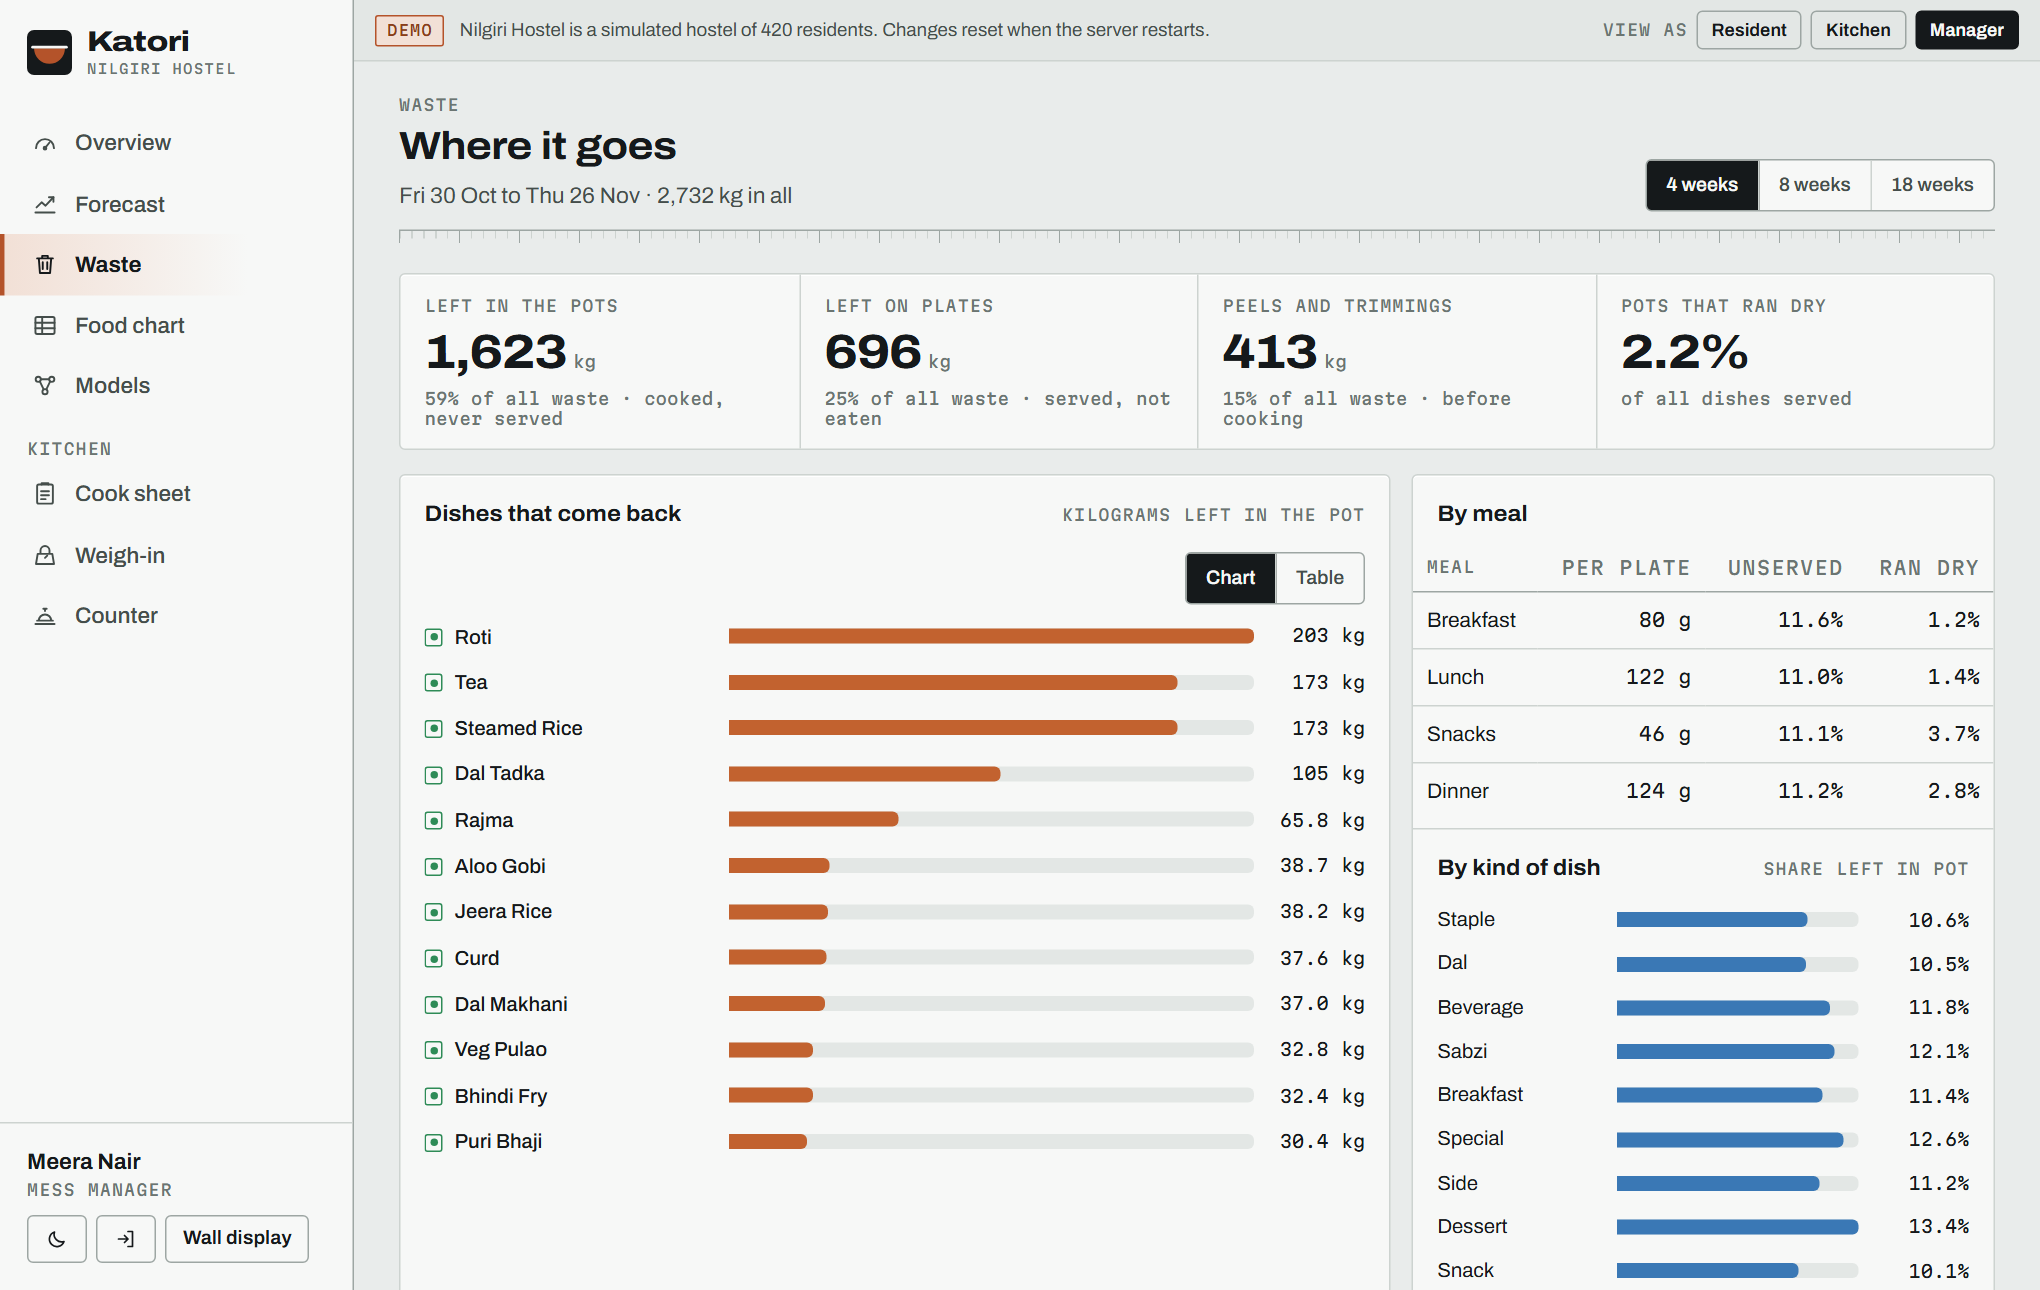 Katori
NILGIRI HOSTEL
Overview
Forecast
Waste
Food chart
Models
KITCHEN
Cook sheet
Weigh-in
Counter
Meera Nair
MESS MANAGER
Wall display
DEMO Nilgiri Hostel is a simulated hostel of 420 residents. Changes reset when the server restarts. VIEW AS Resident Kitchen Manager
WASTE
Where it goes
Fri 30 Oct to Thu 26 Nov · 2,732 kg in all
4 weeks 8 weeks 18 weeks
LEFT IN THE POTS
1,623 kg
59% of all waste · cooked,
never served
LEFT ON PLATES
696 kg
25% of all waste · served, not
eaten
PEELS AND TRIMMINGS
413 kg
15% of all waste · before
cooking
POTS THAT RAN DRY
2.2%
of all dishes served
Dishes that come back KILOGRAMS LEFT IN THE POT
Chart Table
Roti 203 kg
Tea 173 kg
Steamed Rice 173 kg
Dal Tadka 105 kg
Rajma 65.8 kg
Aloo Gobi 38.7 kg
Jeera Rice 38.2 kg
Curd 37.6 kg
Dal Makhani 37.0 kg
Veg Pulao 32.8 kg
Bhindi Fry 32.4 kg
Puri Bhaji 30.4 kg
By meal
MEAL PER PLATE UNSERVED RAN DRY
Breakfast 80 g 11.6% 1.2%
Lunch 122 g 11.0% 1.4%
Snacks 46 g 11.1% 3.7%
Dinner 124 g 11.2% 2.8%
By kind of dish SHARE LEFT IN POT
Staple 10.6%
Dal 10.5%
Beverage 11.8%
Sabzi 12.1%
Breakfast 11.4%
Special 12.6%
Side 11.2%
Dessert 13.4%
Snack 10.1%